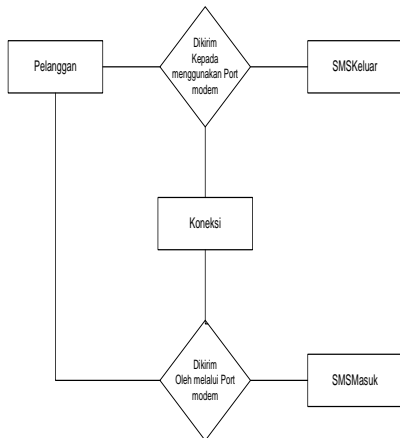 Pelanggan
Dikirim
Kepada
menggunakan Port
modem
SMSKeluar
Koneksi
Dikirim
Oleh melalui Port
modem
SMSMasuk